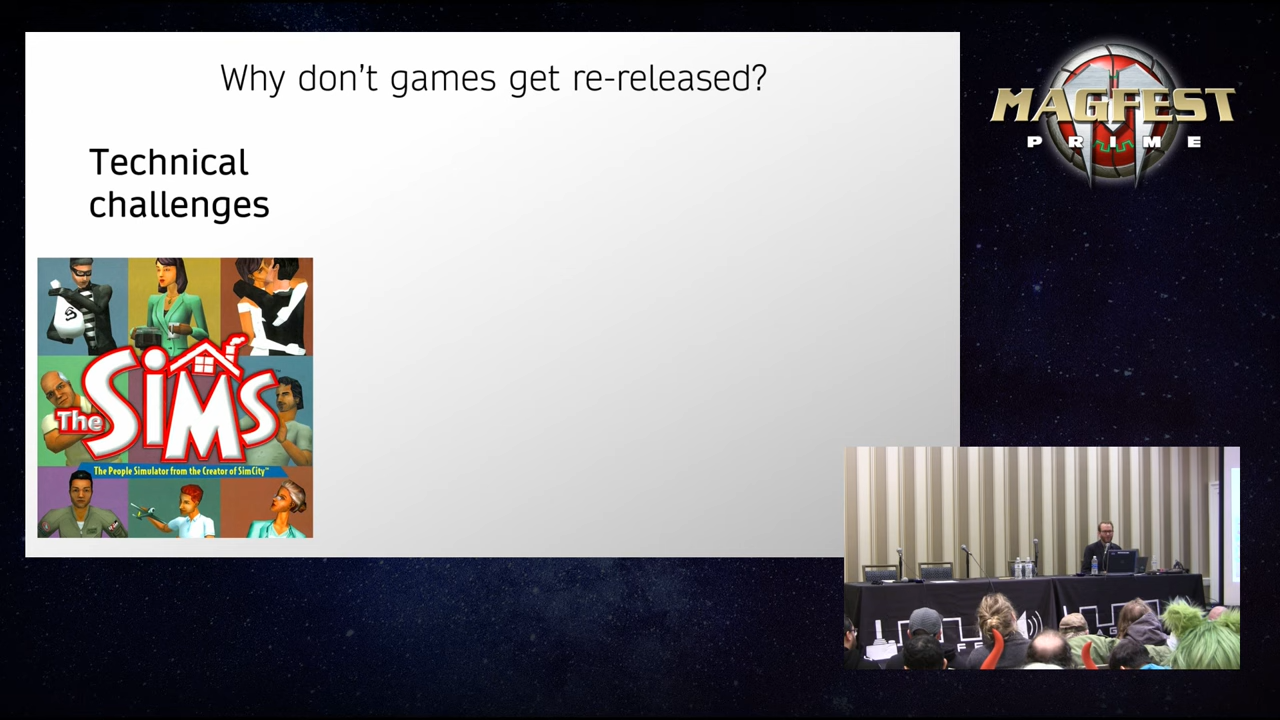 Why don't games get re-released?
MAGFEST
PRIME
Technical
challenges
The Sims
The People Simulator from the Creator of SimCity™